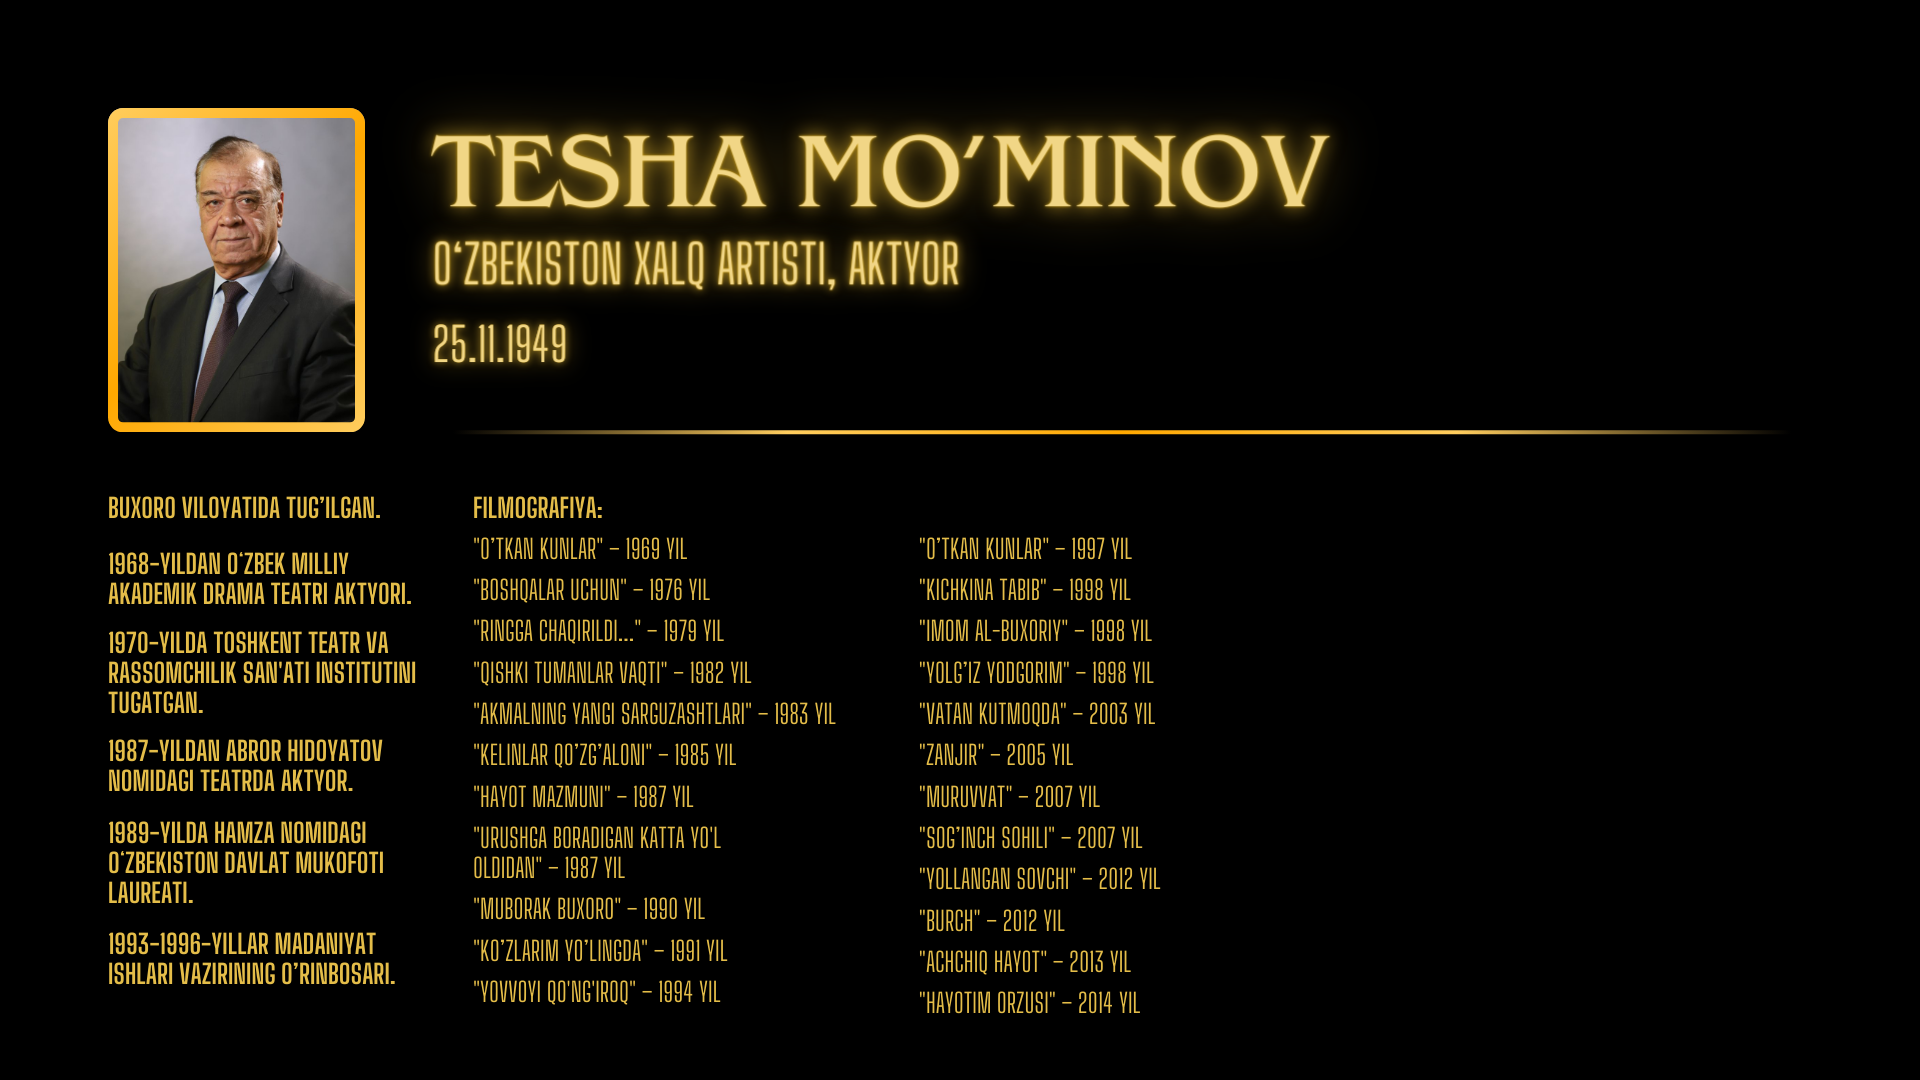 TESHA MO’MINOV
O‘ZBEKISTON XALQ ARTISTI, AKTYOR
25.11.1949
BUXORO VILOYATIDA TUG’ILGAN.
1968-YILDAN O‘ZBEK MILLIY
AKADEMIK DRAMA TEATRI AKTYORI.
1970-YILDA TOSHKENT TEATR VA
RASSOMCHILIK SAN'ATI INSTITUTINI
TUGATGAN.
1987-YILDAN ABROR HIDOYATOV
NOMIDAGI TEATRDA AKTYOR.
1989-YILDA HAMZA NOMIDAGI
O‘ZBEKISTON DAVLAT MUKOFOTI
LAUREATI.
1993-1996-YILLAR MADANIYAT
ISHLARI VAZIRINING O’RINBOSARI.
FILMOGRAFIYA:
"O’TKAN KUNLAR" – 1969 YIL
"BOSHQALAR UCHUN" – 1976 YIL
"RINGGA CHAQIRILDI..." – 1979 YIL
"QISHKI TUMANLAR VAQTI" – 1982 YIL
"AKMALNING YANGI SARGUZASHTLARI" – 1983 YIL
"KELINLAR QO’ZG’ALONI" – 1985 YIL
"HAYOT MAZMUNI" – 1987 YIL
"URUSHGA BORADIGAN KATTA YO'L
OLDIDAN" – 1987 YIL
"MUBORAK BUXORO" – 1990 YIL
"KO’ZLARIM YO’LINGDA" – 1991 YIL
"YOVVOYI QO'NG'IROQ" – 1994 YIL
"O’TKAN KUNLAR" – 1997 YIL
"KICHKINA TABIB" – 1998 YIL
"IMOM AL-BUXORIY" – 1998 YIL
"YOLG’IZ YODGORIM" – 1998 YIL
"VATAN KUTMOQDA" – 2003 YIL
"ZANJIR" – 2005 YIL
"MURUVVAT" – 2007 YIL
"SOG’INCH SOHILI" – 2007 YIL
"YOLLANGAN SOVCHI" – 2012 YIL
"BURCH" – 2012 YIL
"ACHCHIQ HAYOT" – 2013 YIL
"HAYOTIM ORZUSI" – 2014 YIL